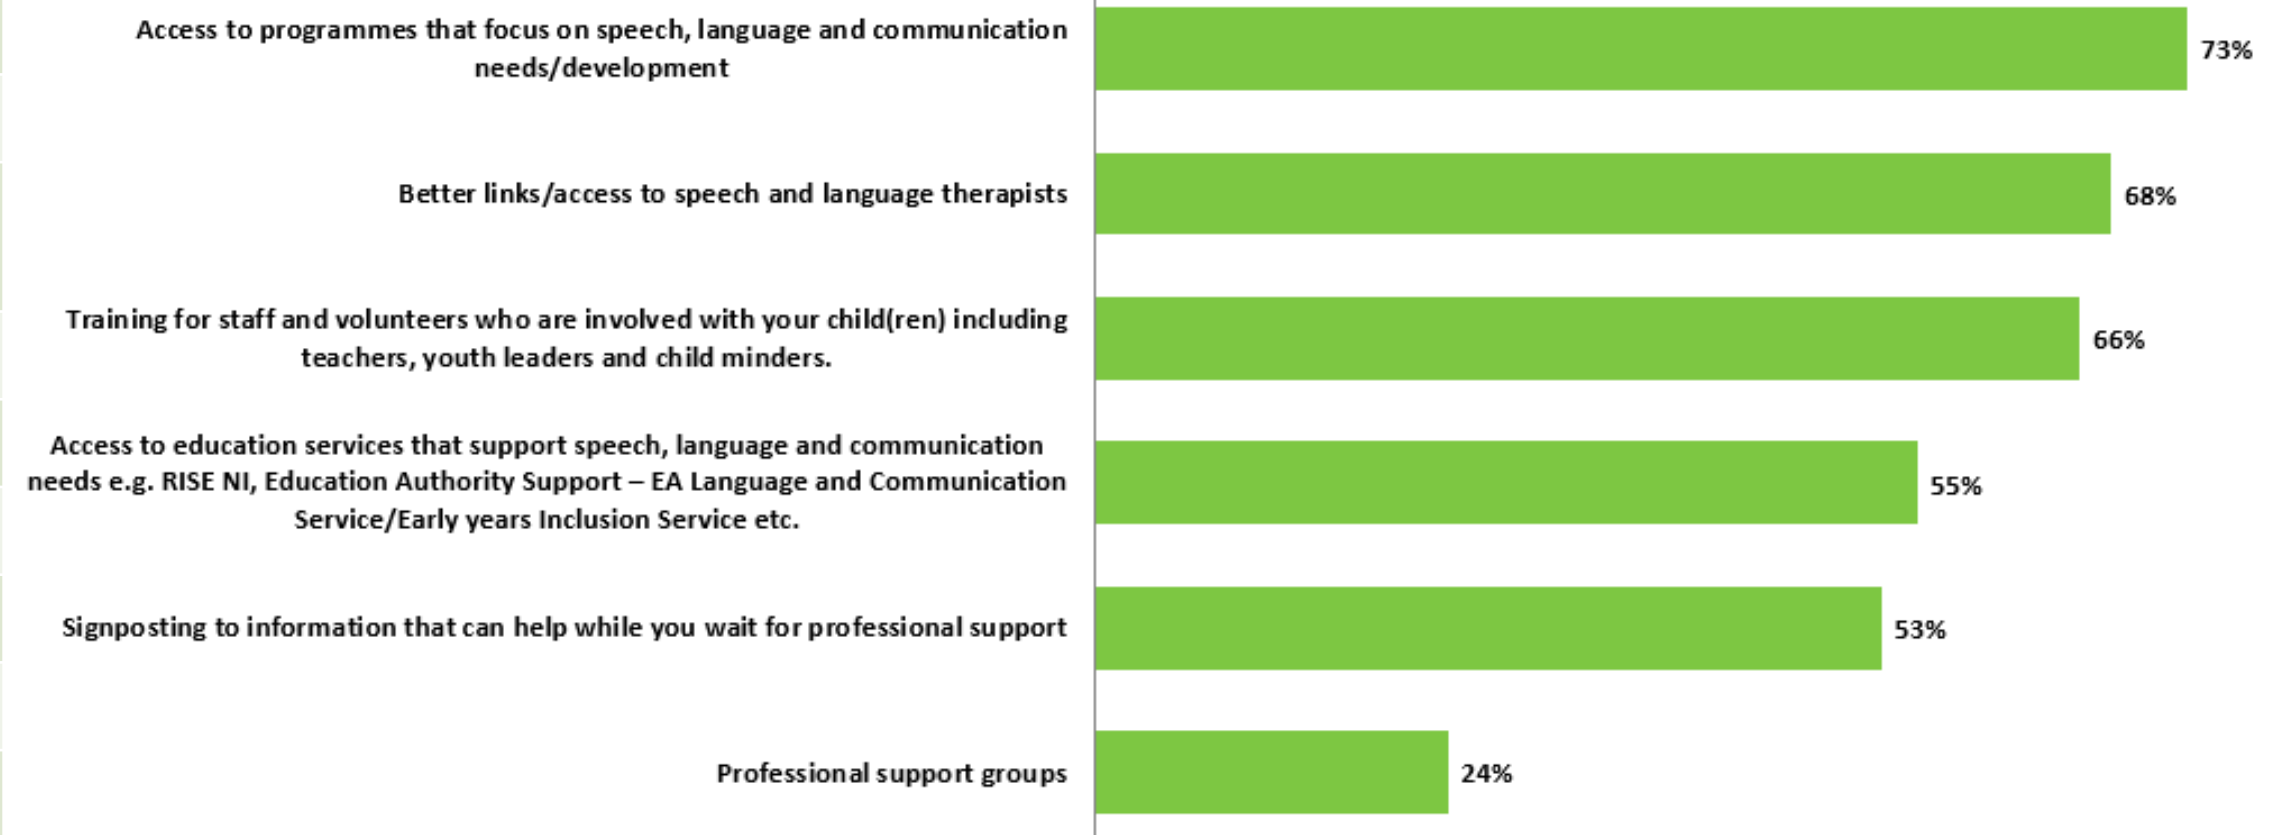 Access to programmes that focus on speech, language and communication
needs/development
73%
Better links/access to speech and language therapists
68%
Training for staff and volunteers who are involved with your child(ren) including
teachers, youth leaders and child minders.
66%
Access to education services that support speech, language and communication
needs e.g. RISE NI, Education Authority Support – EA Language and Communication
Service/Early years Inclusion Service etc.
55%
Signposting to information that can help while you wait for professional support
53%
Professional support groups
24%